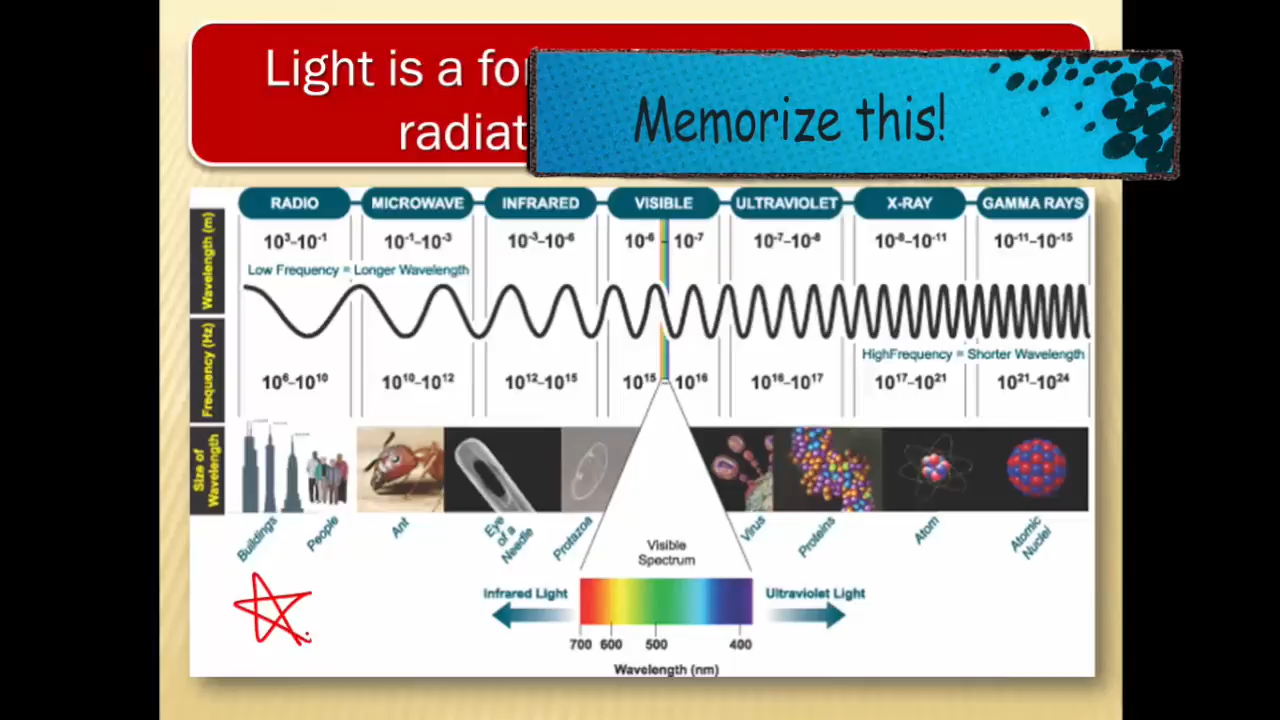 Light is a fo
radiat
Memorize this!
RADIO MICROWAVE INFRARED VISIBLE ULTRAVIOLET X-RAY GAMMA RAYS
Wavelength (m)
10³-10⁻¹ 10⁻¹-10⁻³ 10⁻³-10⁻⁶ 10⁻⁶ - 10⁻⁷ 10⁻⁷-10⁻⁸ 10⁻⁸-10⁻¹¹ 10⁻¹¹-10⁻¹⁵
Low Frequency = Longer Wavelength
HighFrequency = Shorter Wavelength
Frequency (Hz)
10⁶-10¹⁰ 10¹⁰-10¹² 10¹²-10¹⁵ 10¹⁵ - 10¹⁶ 10¹⁶-10¹⁷ 10¹⁷-10²¹ 10²¹-10²⁴
Size of
Wavelength
Buildings
People
Ant
Eye
of a
Needle
Protazoa
Virus
Proteins
Atom
Atomic
Nuclei
Visible
Spectrum
Infrared Light
Ultraviolet Light
700 600 500 400
Wavelength (nm)